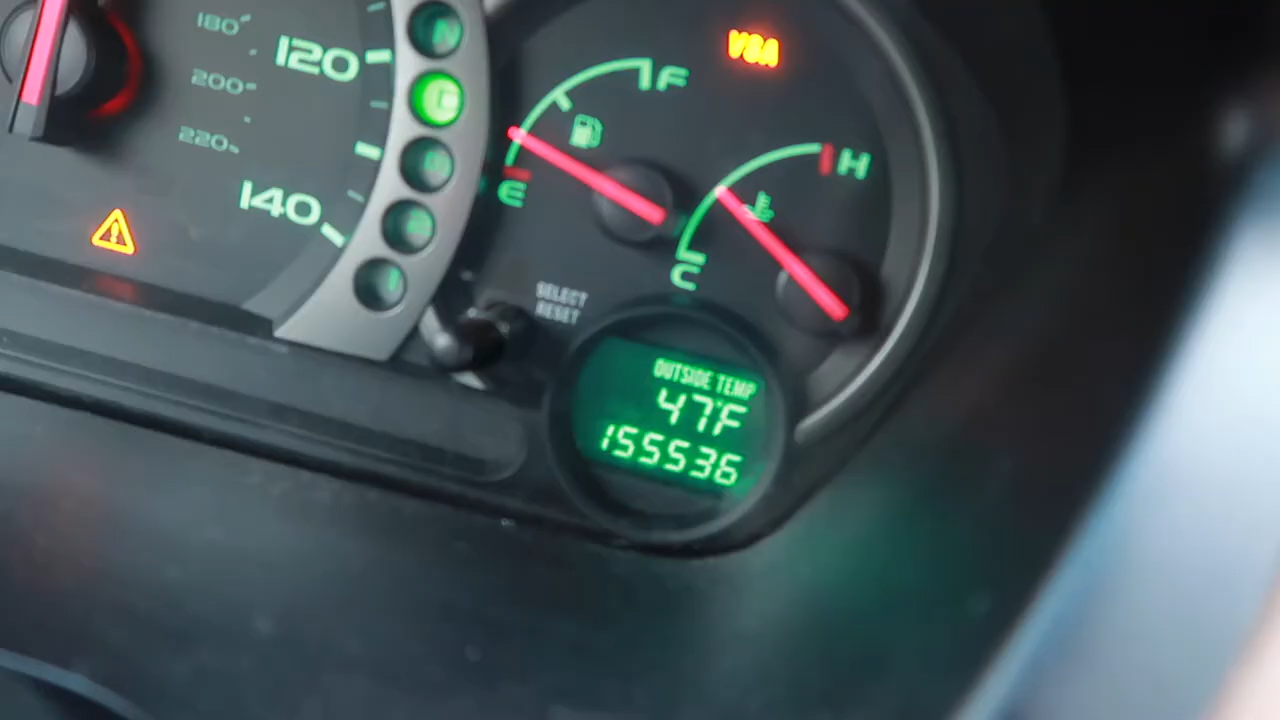 180
120
200
220
140
N
D
F
E
VSA
H
C
SELECT
RESET
OUTSIDE TEMP
47°F
155536